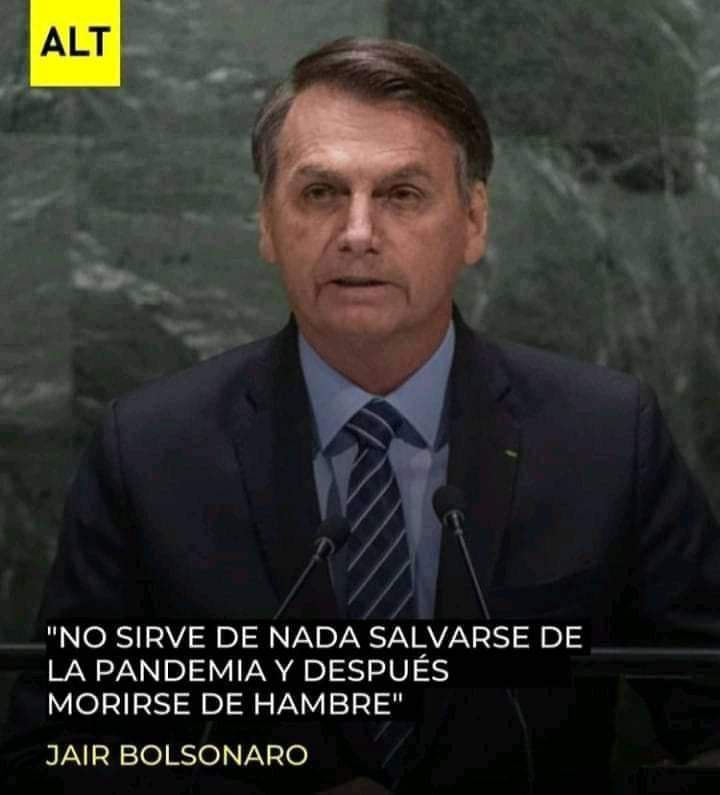 ALT
"NO SIRVE DE NADA SALVARSE DE
LA PANDEMIA Y DESPUÉS
MORIRSE DE HAMBRE"
JAIR BOLSONARO